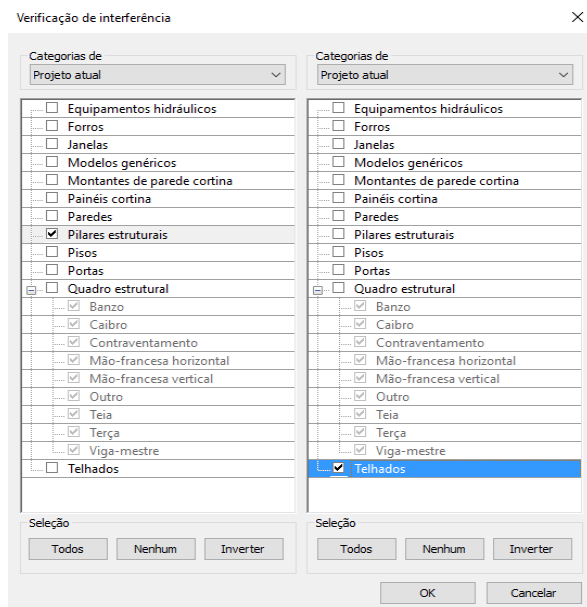 Verificação de interferência
Categorias de
Projeto atual
Equipamentos hidráulicos
Forros
Janelas
Modelos genéricos
Montantes de parede cortina
Painéis cortina
Paredes
Pilares estruturais
Pisos
Portas
Quadro estrutural
Banzo
Caibro
Contraventamento
Mão-francesa horizontal
Mão-francesa vertical
Outro
Teia
Terça
Viga-mestre
Telhados
Seleção
Todos Nenhum Inverter
Categorias de
Projeto atual
Equipamentos hidráulicos
Forros
Janelas
Modelos genéricos
Montantes de parede cortina
Painéis cortina
Paredes
Pilares estruturais
Pisos
Portas
Quadro estrutural
Banzo
Caibro
Contraventamento
Mão-francesa horizontal
Mão-francesa vertical
Outro
Teia
Terça
Viga-mestre
Telhados
Seleção
Todos Nenhum Inverter
OK Cancelar